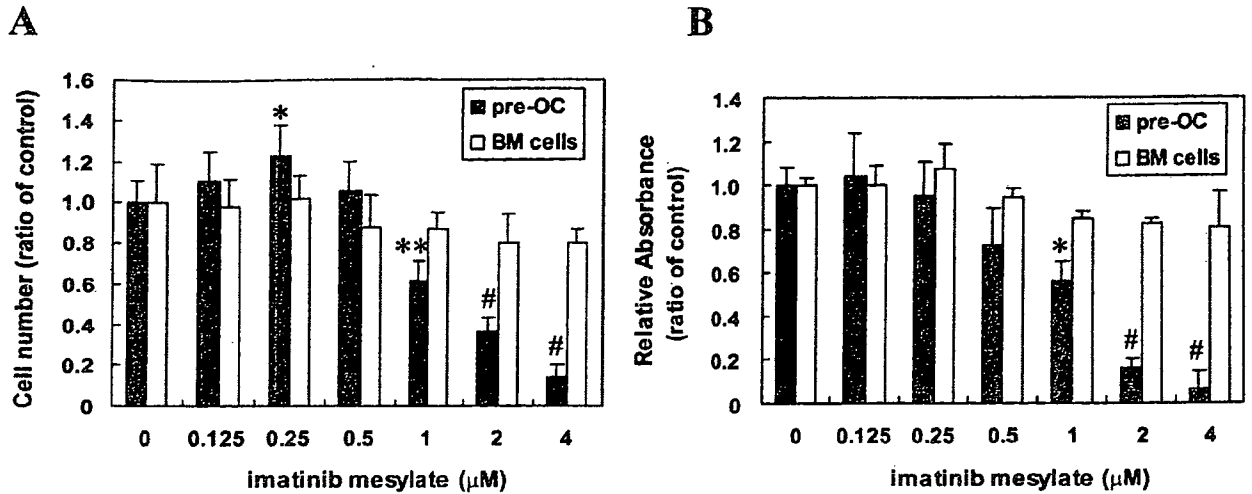 A
Cell number (ratio of control)
1.6
1.4
1.2
1.0
0.8
0.6
0.4
0.2
0
pre-OC
BM cells
*
**
#
#
0 0.125 0.25 0.5 1 2 4
imatinib mesylate (μM)
B
Relative Absorbance
(ratio of control)
1.4
1.2
1.0
0.8
0.6
0.4
0.2
0
pre-OC
BM cells
*
#
#
0 0.125 0.25 0.5 1 2 4
imatinib mesylate (μM)